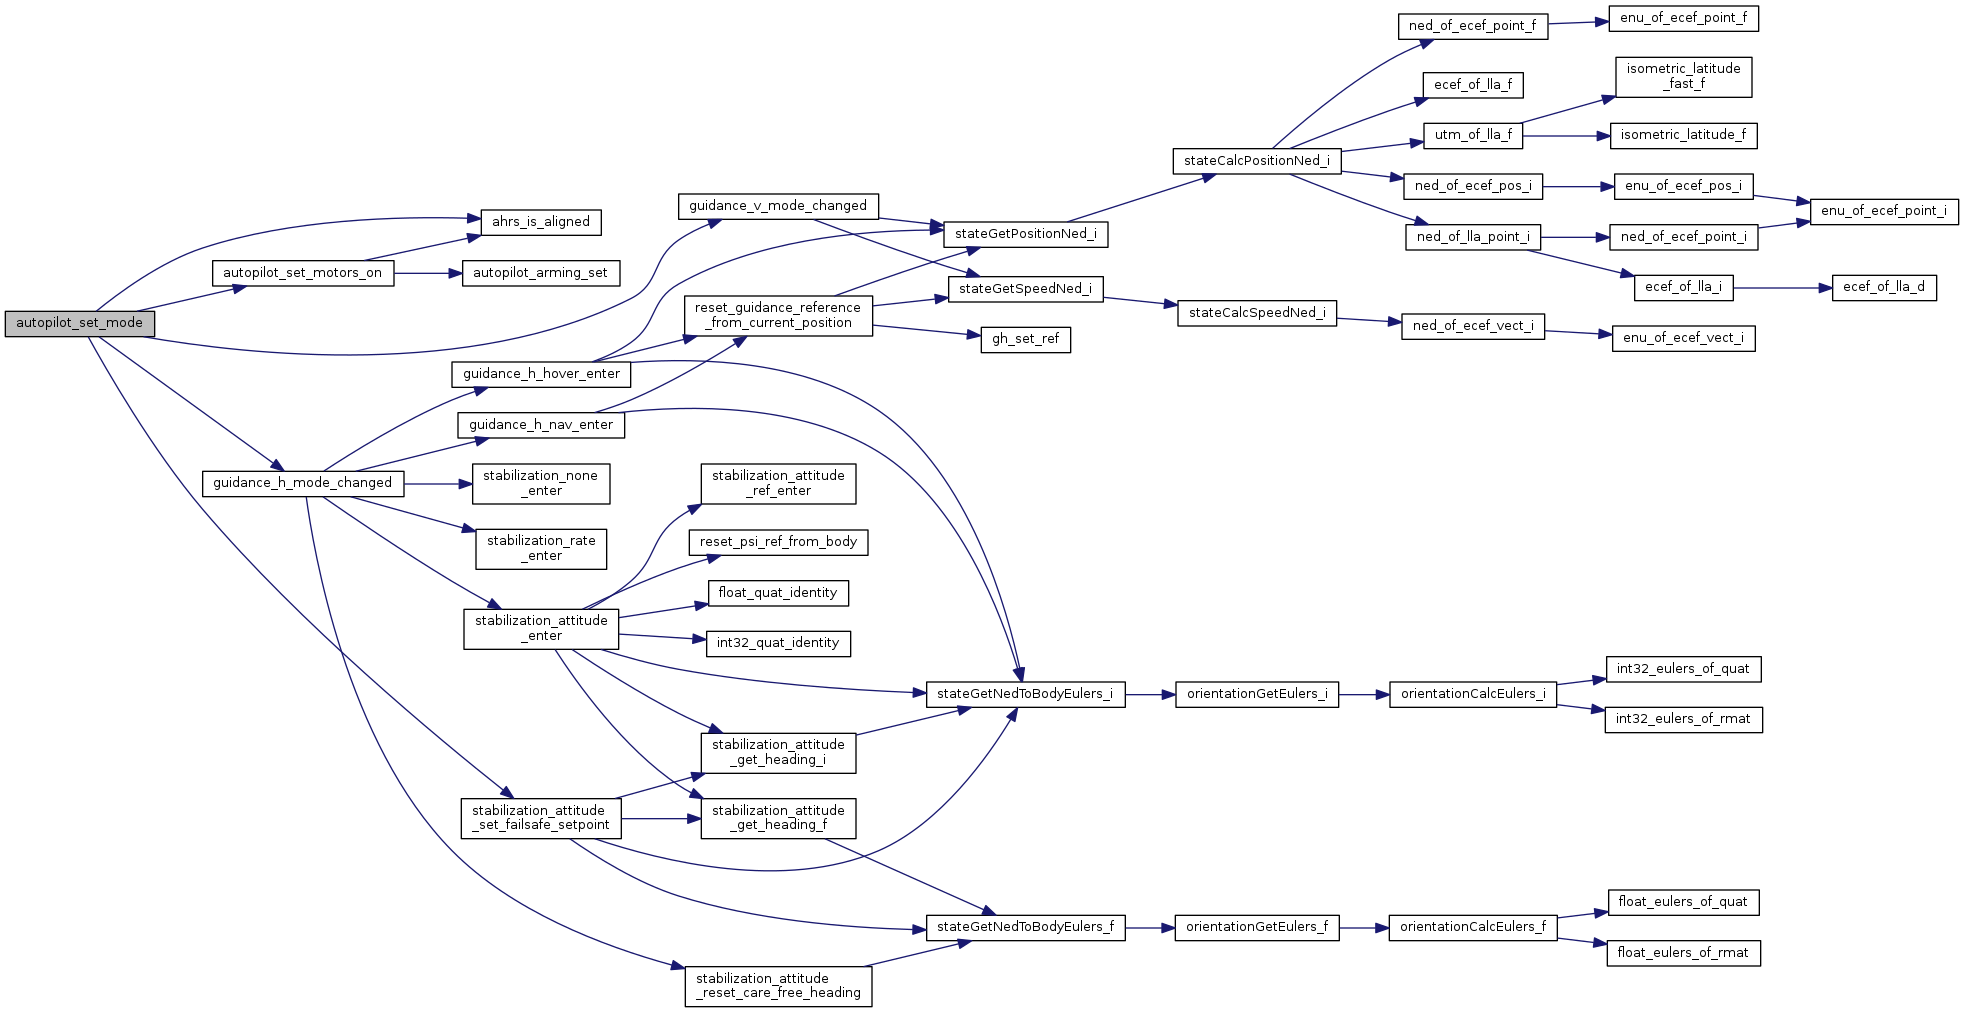 autopilot_set_mode
ahrs_is_aligned
autopilot_set_motors_on
autopilot_arming_set
guidance_v_mode_changed
stateGetPositionNed_i
stateGetSpeedNed_i
reset_guidance_reference
_from_current_position
gh_set_ref
guidance_h_hover_enter
guidance_h_nav_enter
guidance_h_mode_changed
stabilization_none
_enter
stabilization_rate
_enter
stabilization_attitude
_enter
stabilization_attitude
_ref_enter
reset_psi_ref_from_body
float_quat_identity
int32_quat_identity
stateGetNedToBodyEulers_i
stabilization_attitude
_get_heading_i
stabilization_attitude
_get_heading_f
stabilization_attitude
_set_failsafe_setpoint
stateGetNedToBodyEulers_f
stabilization_attitude
_reset_care_free_heading
stateCalcPositionNed_i
ned_of_ecef_point_f
enu_of_ecef_point_f
ecef_of_lla_f
isometric_latitude
_fast_f
utm_of_lla_f
isometric_latitude_f
ned_of_ecef_pos_i
enu_of_ecef_pos_i
enu_of_ecef_point_i
ned_of_lla_point_i
ned_of_ecef_point_i
ecef_of_lla_i
ecef_of_lla_d
stateCalcSpeedNed_i
ned_of_ecef_vect_i
enu_of_ecef_vect_i
orientationGetEulers_i
orientationCalcEulers_i
int32_eulers_of_quat
int32_eulers_of_rmat
orientationGetEulers_f
orientationCalcEulers_f
float_eulers_of_quat
float_eulers_of_rmat